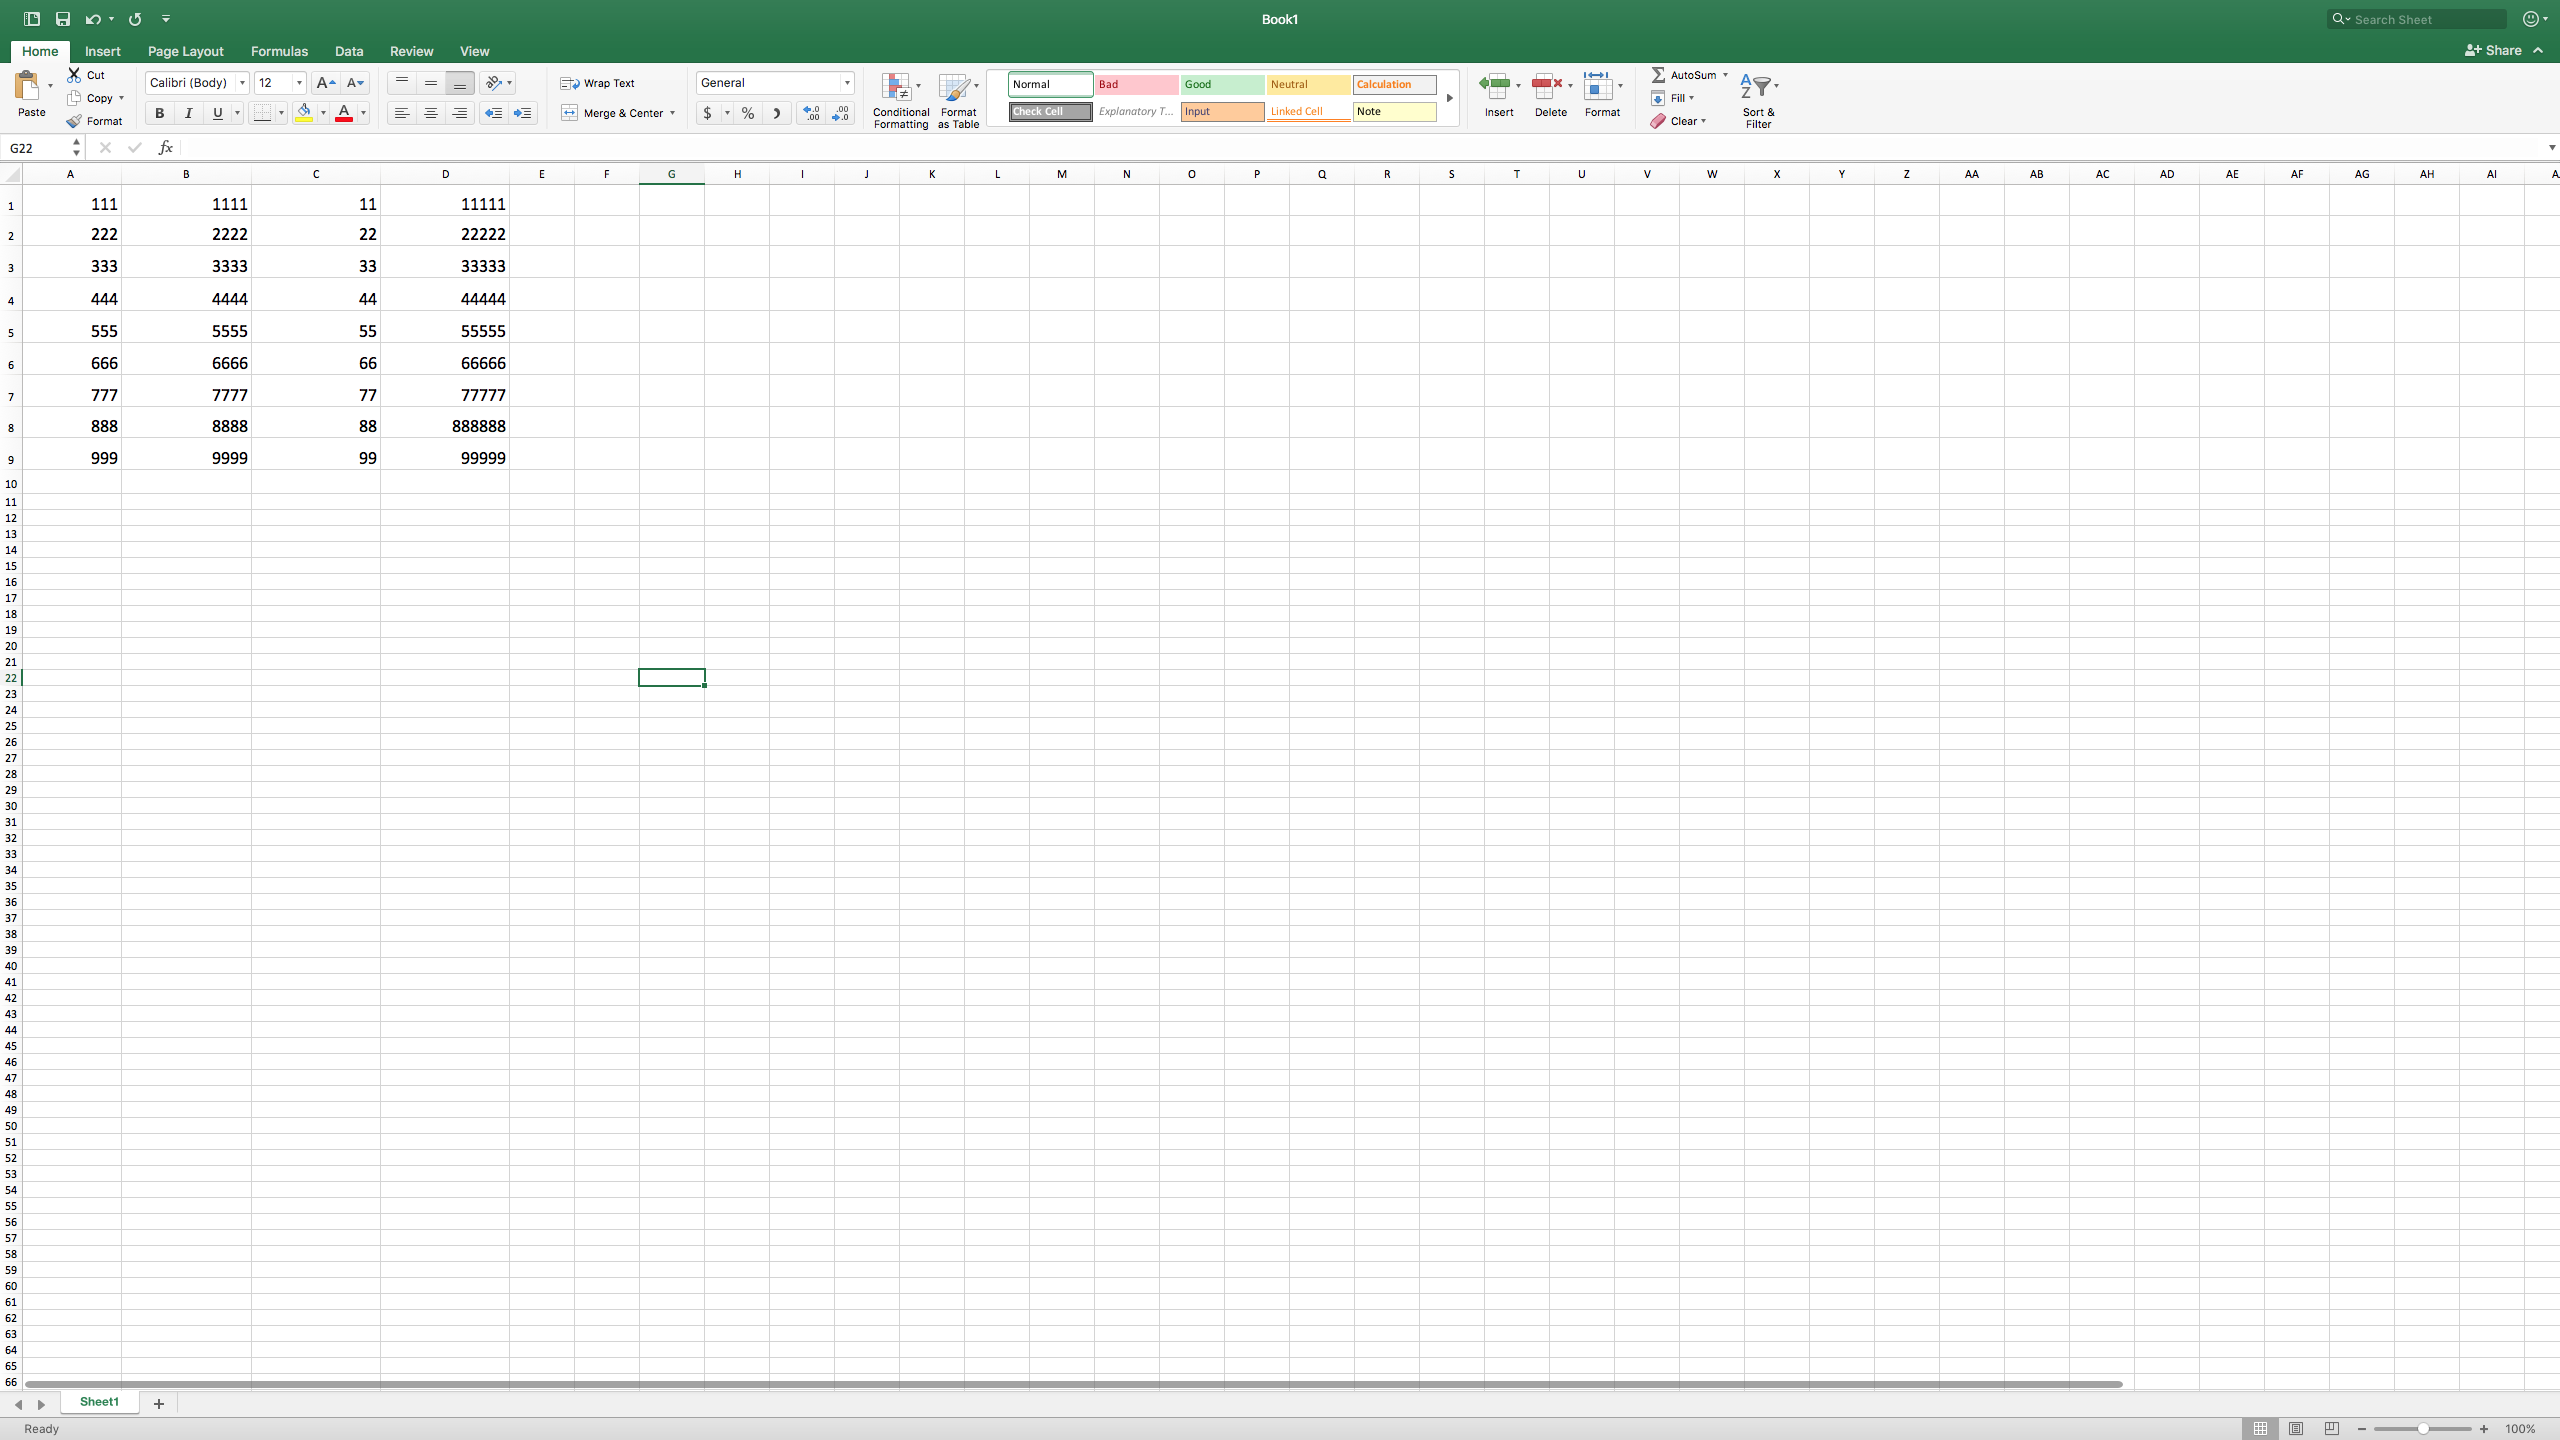 Book1
Search Sheet
Home Insert Page Layout Formulas Data Review View Share
Paste Cut Copy Format
Calibri (Body) 12
B I U A
Wrap Text
Merge & Center
General
$ %
Conditional Formatting
Format as Table
Normal Bad Good Neutral Calculation
Check Cell Explanatory T... Input Linked Cell Note
Insert Delete Format
AutoSum
Fill
Clear
Sort & Filter
G22 fx
A B C D E F G H I J K L M N O P Q R S T U V W X Y Z AA AB AC AD AE AF AG AH AI
1 111 1111 11 11111
2 222 2222 22 22222
3 333 3333 33 33333
4 444 4444 44 44444
5 555 5555 55 55555
6 666 6666 66 66666
7 777 7777 77 77777
8 888 8888 88 888888
9 999 9999 99 99999
10
11
12
13
14
15
16
17
18
19
20
21
22
23
24
25
26
27
28
29
30
31
32
33
34
35
36
37
38
39
40
41
42
43
44
45
46
47
48
49
50
51
52
53
54
55
56
57
58
59
60
61
62
63
64
65
66
Sheet1
Ready 100%